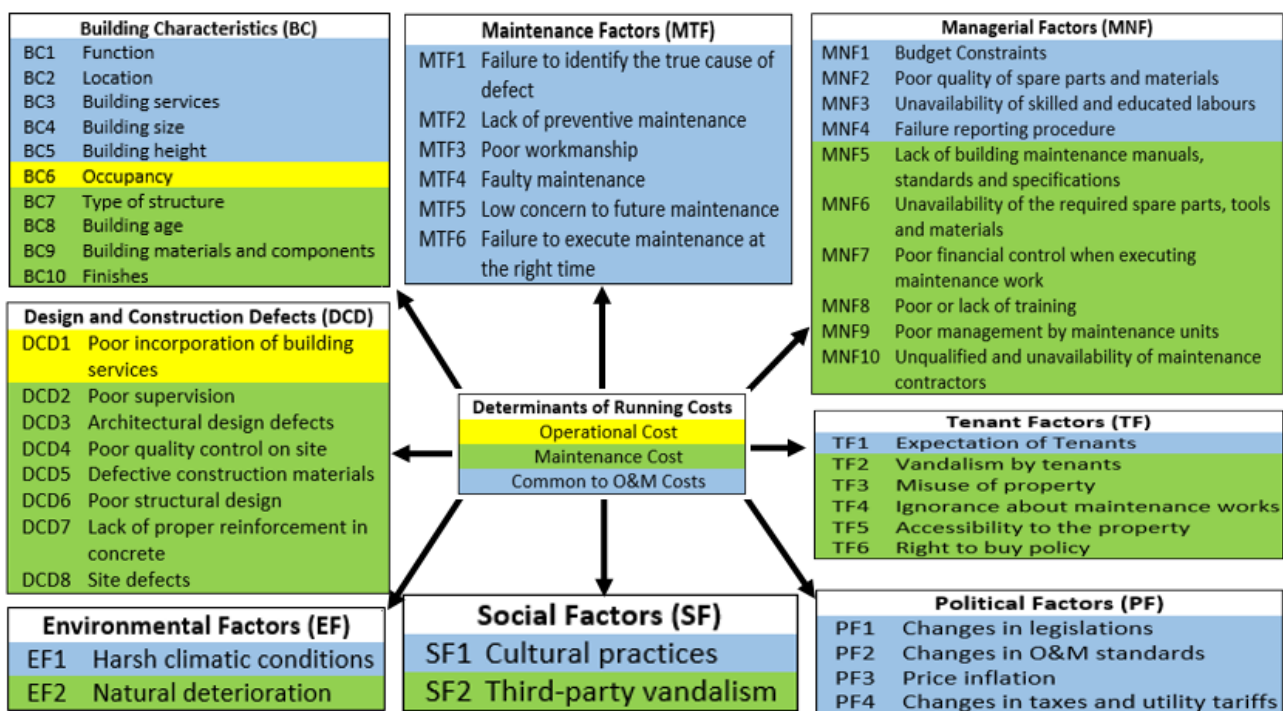 Building Characteristics (BC)
BC1 Function
BC2 Location
BC3 Building services
BC4 Building size
BC5 Building height
BC6 Occupancy
BC7 Type of structure
BC8 Building age
BC9 Building materials and components
BC10 Finishes
Maintenance Factors (MTF)
MTF1 Failure to identify the true cause of
defect
MTF2 Lack of preventive maintenance
MTF3 Poor workmanship
MTF4 Faulty maintenance
MTF5 Low concern to future maintenance
MTF6 Failure to execute maintenance at
the right time
Managerial Factors (MNF)
MNF1 Budget Constraints
MNF2 Poor quality of spare parts and materials
MNF3 Unavailability of skilled and educated labours
MNF4 Failure reporting procedure
MNF5 Lack of building maintenance manuals,
standards and specifications
MNF6 Unavailability of the required spare parts, tools
and materials
MNF7 Poor financial control when executing
maintenance work
MNF8 Poor or lack of training
MNF9 Poor management by maintenance units
MNF10 Unqualified and unavailability of maintenance
contractors
Design and Construction Defects (DCD)
DCD1 Poor incorporation of building
services
DCD2 Poor supervision
DCD3 Architectural design defects
DCD4 Poor quality control on site
DCD5 Defective construction materials
DCD6 Poor structural design
DCD7 Lack of proper reinforcement in
concrete
DCD8 Site defects
Determinants of Running Costs
Operational Cost
Maintenance Cost
Common to O&M Costs
Tenant Factors (TF)
TF1 Expectation of Tenants
TF2 Vandalism by tenants
TF3 Misuse of property
TF4 Ignorance about maintenance works
TF5 Accessibility to the property
TF6 Right to buy policy
Environmental Factors (EF)
EF1 Harsh climatic conditions
EF2 Natural deterioration
Social Factors (SF)
SF1 Cultural practices
SF2 Third-party vandalism
Political Factors (PF)
PF1 Changes in legislations
PF2 Changes in O&M standards
PF3 Price inflation
PF4 Changes in taxes and utility tariffs